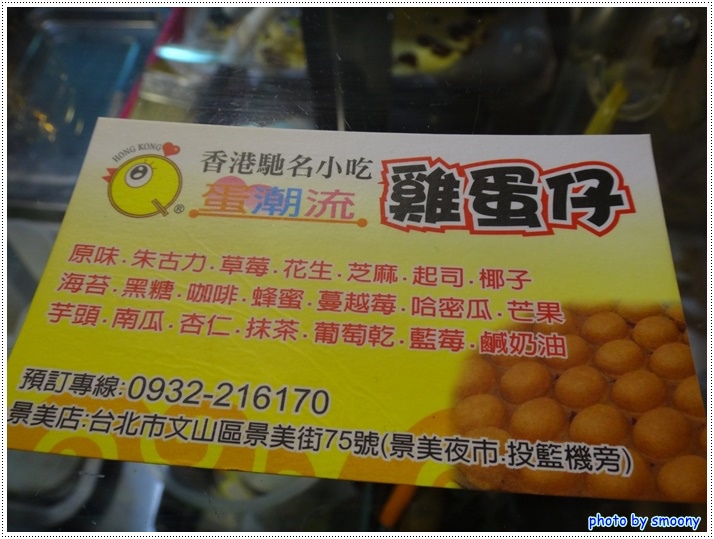 HONG KONG
®
香港馳名小吃
蛋潮流
雞蛋仔
原味.朱古力.草莓.花生.芝麻.起司.椰子
海苔.黑糖.咖啡.蜂蜜.蔓越莓.哈密瓜.芒果
芋頭.南瓜.杏仁.抹茶.葡萄乾.藍莓.鹹奶油
預訂專線:0932-216170
景美店:台北市文山區景美街75號(景美夜市.投籃機旁)
photo by smoony